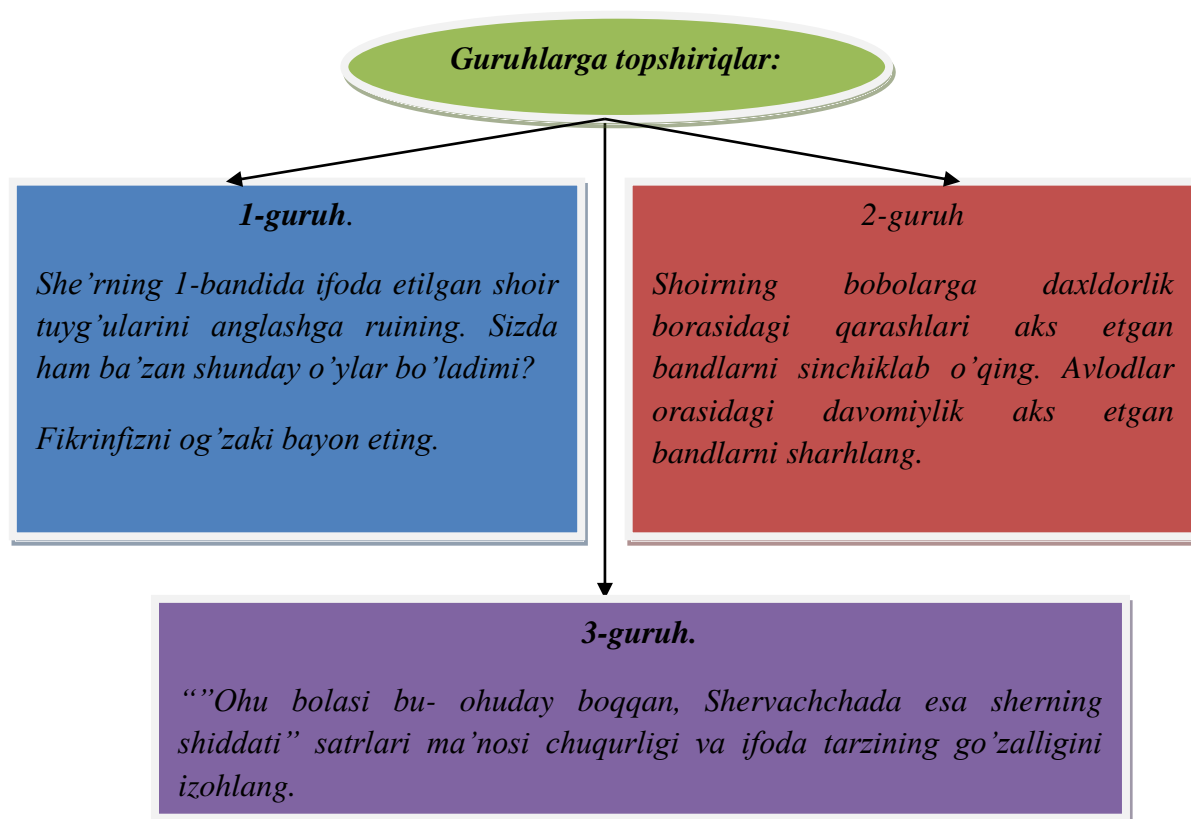 Guruhlarga topshiriqlar:
1-guruh.
She’rning 1-bandida ifoda etilgan shoir
tuyg’ularini anglashga ruining. Sizda
ham ba’zan shunday o’ylar bo’ladimi?
Fikrinfizni og’zaki bayon eting.
2-guruh
Shoirning bobolarga daxldorlik
borasidagi qarashlari aks etgan
bandlarni sinchiklab o’qing. Avlodlar
orasidagi davomiylik aks etgan
bandlarni sharhlang.
3-guruh.
“”Ohu bolasi bu- ohuday boqqan, Shervachchada esa sherning
shiddati” satrlari ma’nosi chuqurligi va ifoda tarzining go’zalligini
izohlang.